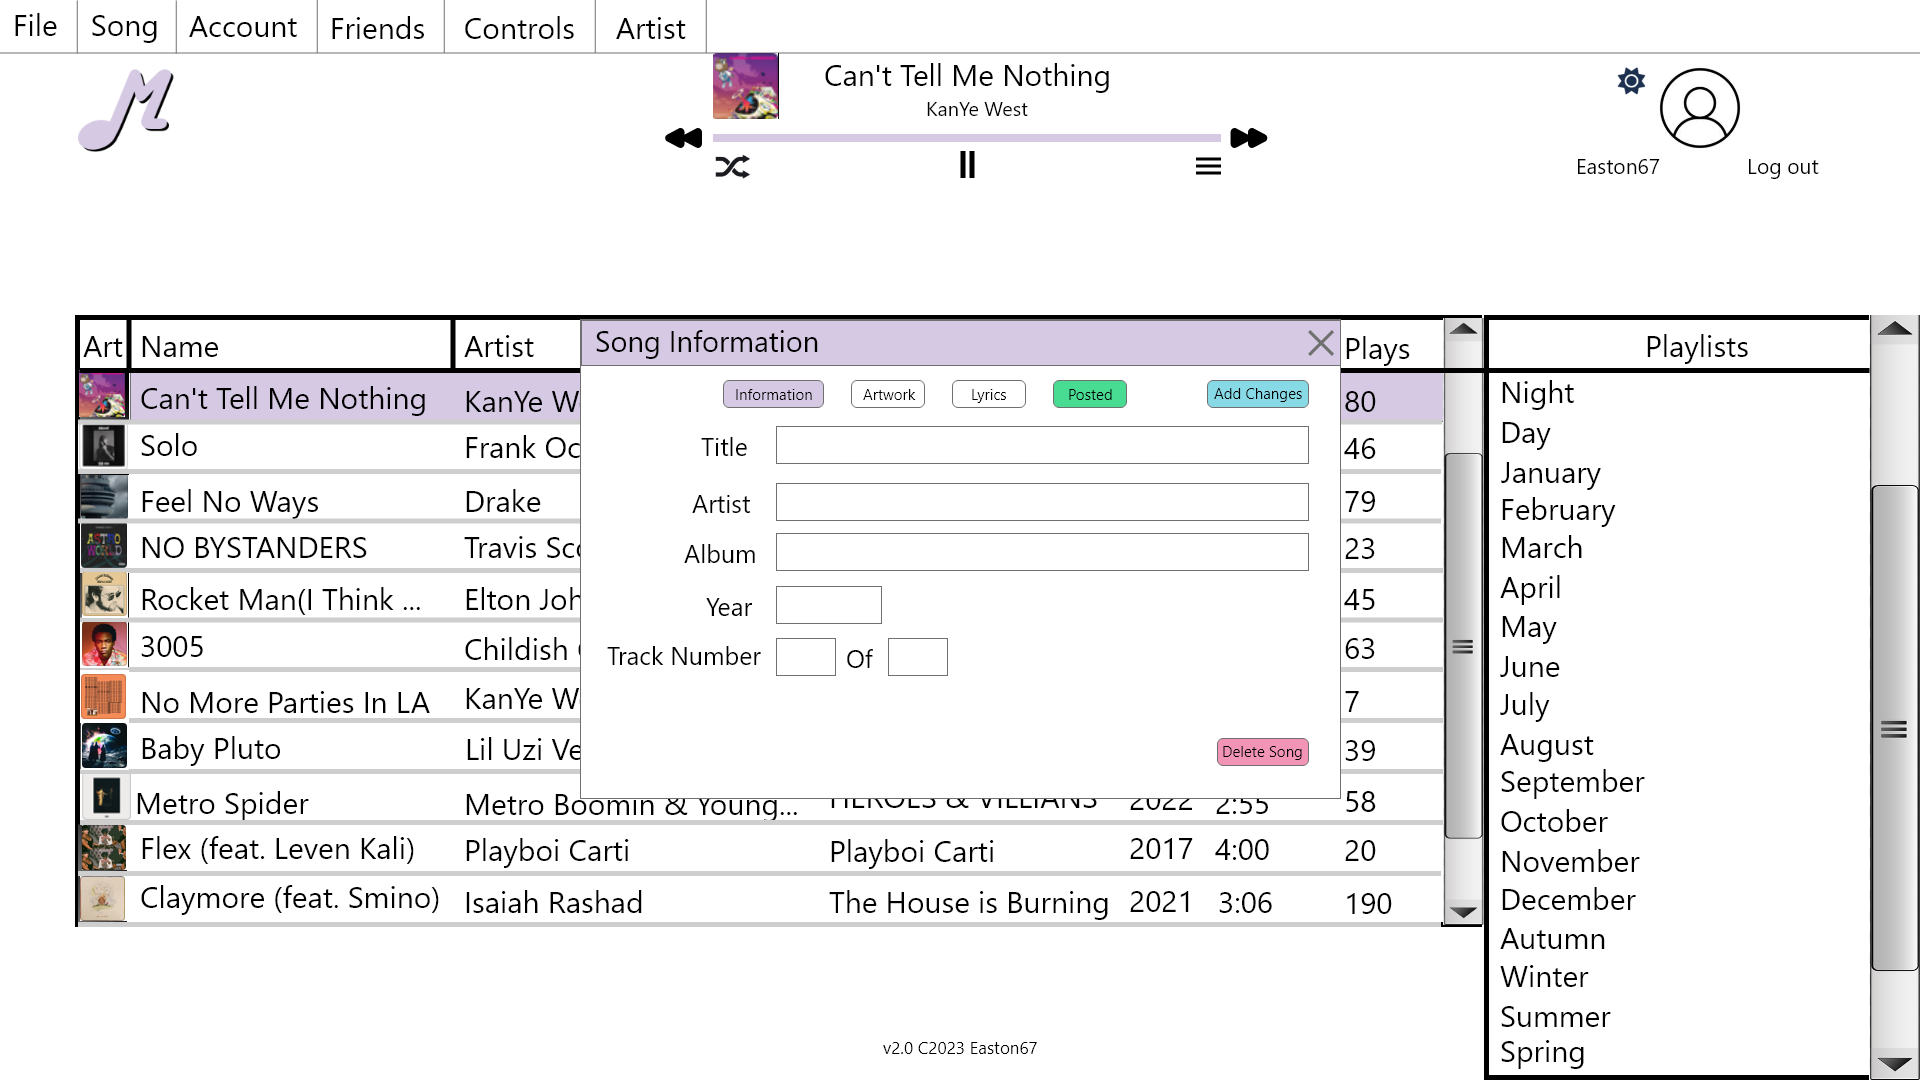 File Song Account Friends Controls Artist
Can't Tell Me Nothing
KanYe West
Easton67 Log out
Art Name Artist Plays
Can't Tell Me Nothing KanYe W 80
Solo Frank Oc 46
Feel No Ways Drake 79
NO BYSTANDERS Travis Sc 23
Rocket Man(I Think ... Elton Joh 45
3005 Childish 63
No More Parties In LA KanYe W 7
Baby Pluto Lil Uzi Ve 39
Metro Spider Metro Boomin & Young... HEROES & VILLIANS 2022 2:55 58
Flex (feat. Leven Kali) Playboi Carti Playboi Carti 2017 4:00 20
Claymore (feat. Smino) Isaiah Rashad The House is Burning 2021 3:06 190
Song Information
Information Artwork Lyrics Posted Add Changes
Title
Artist
Album
Year
Track Number Of
Delete Song
Playlists
Night
Day
January
February
March
April
May
June
July
August
September
October
November
December
Autumn
Winter
Summer
Spring
v2.0 C2023 Easton67